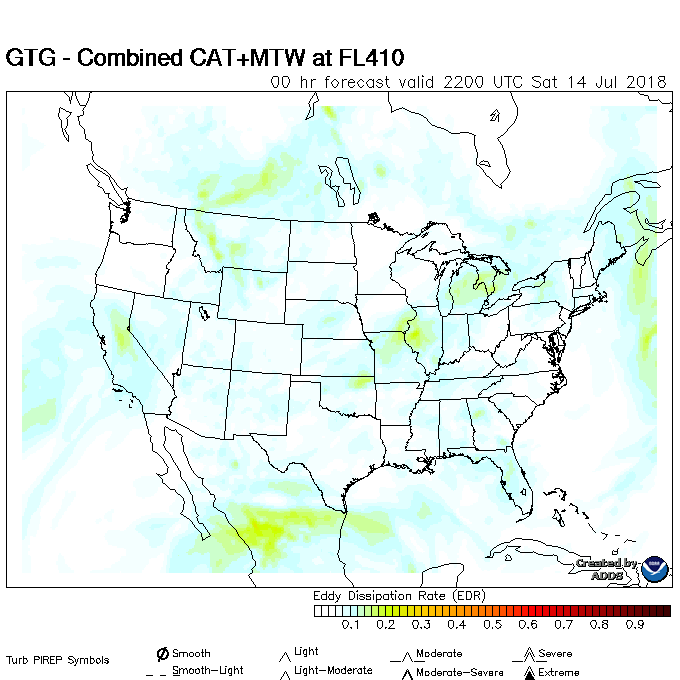 GTG - Combined CAT+MTW at FL410
00 hr forecast valid 2200 UTC Sat 14 Jul 2018
Created by
ADDS
NOAA
Eddy Dissipation Rate (EDR)
0.1 0.2 0.3 0.4 0.5 0.6 0.7 0.8 0.9
Turb PIREP Symbols
Smooth Light Moderate Severe
Smooth-Light Light-Moderate Moderate-Severe Extreme